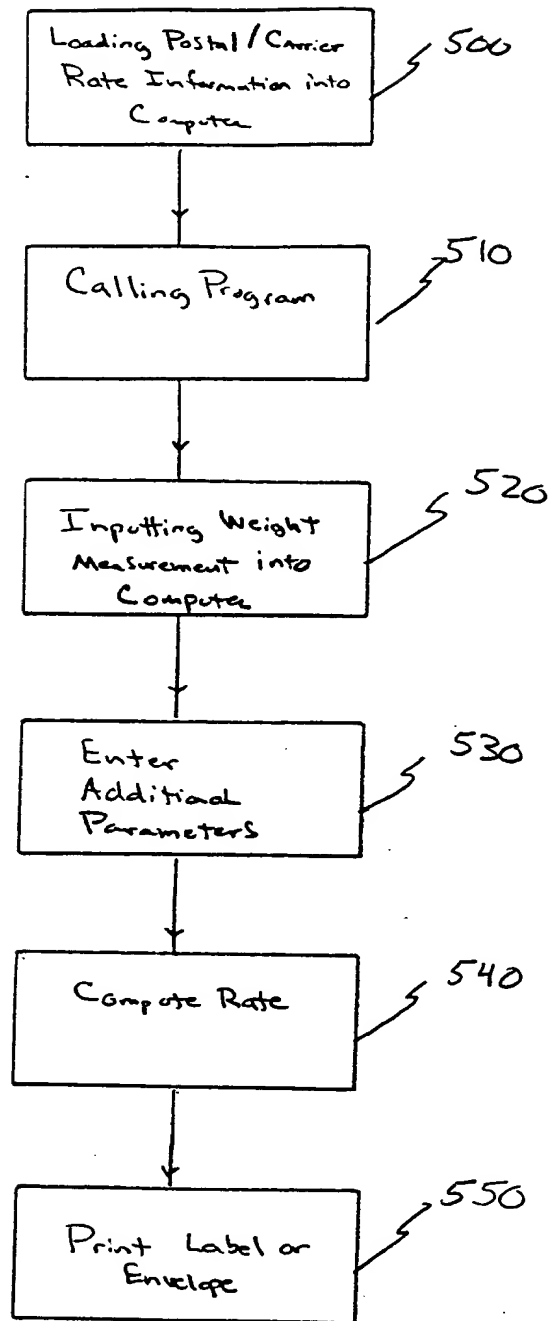 Loading Postal/Carrier
Rate Information into
Computer
500
Calling Program
510
Inputting Weight
Measurement into
Computer
520
Enter
Additional
Parameters
530
Compute Rate
540
Print Label or
Envelope
550